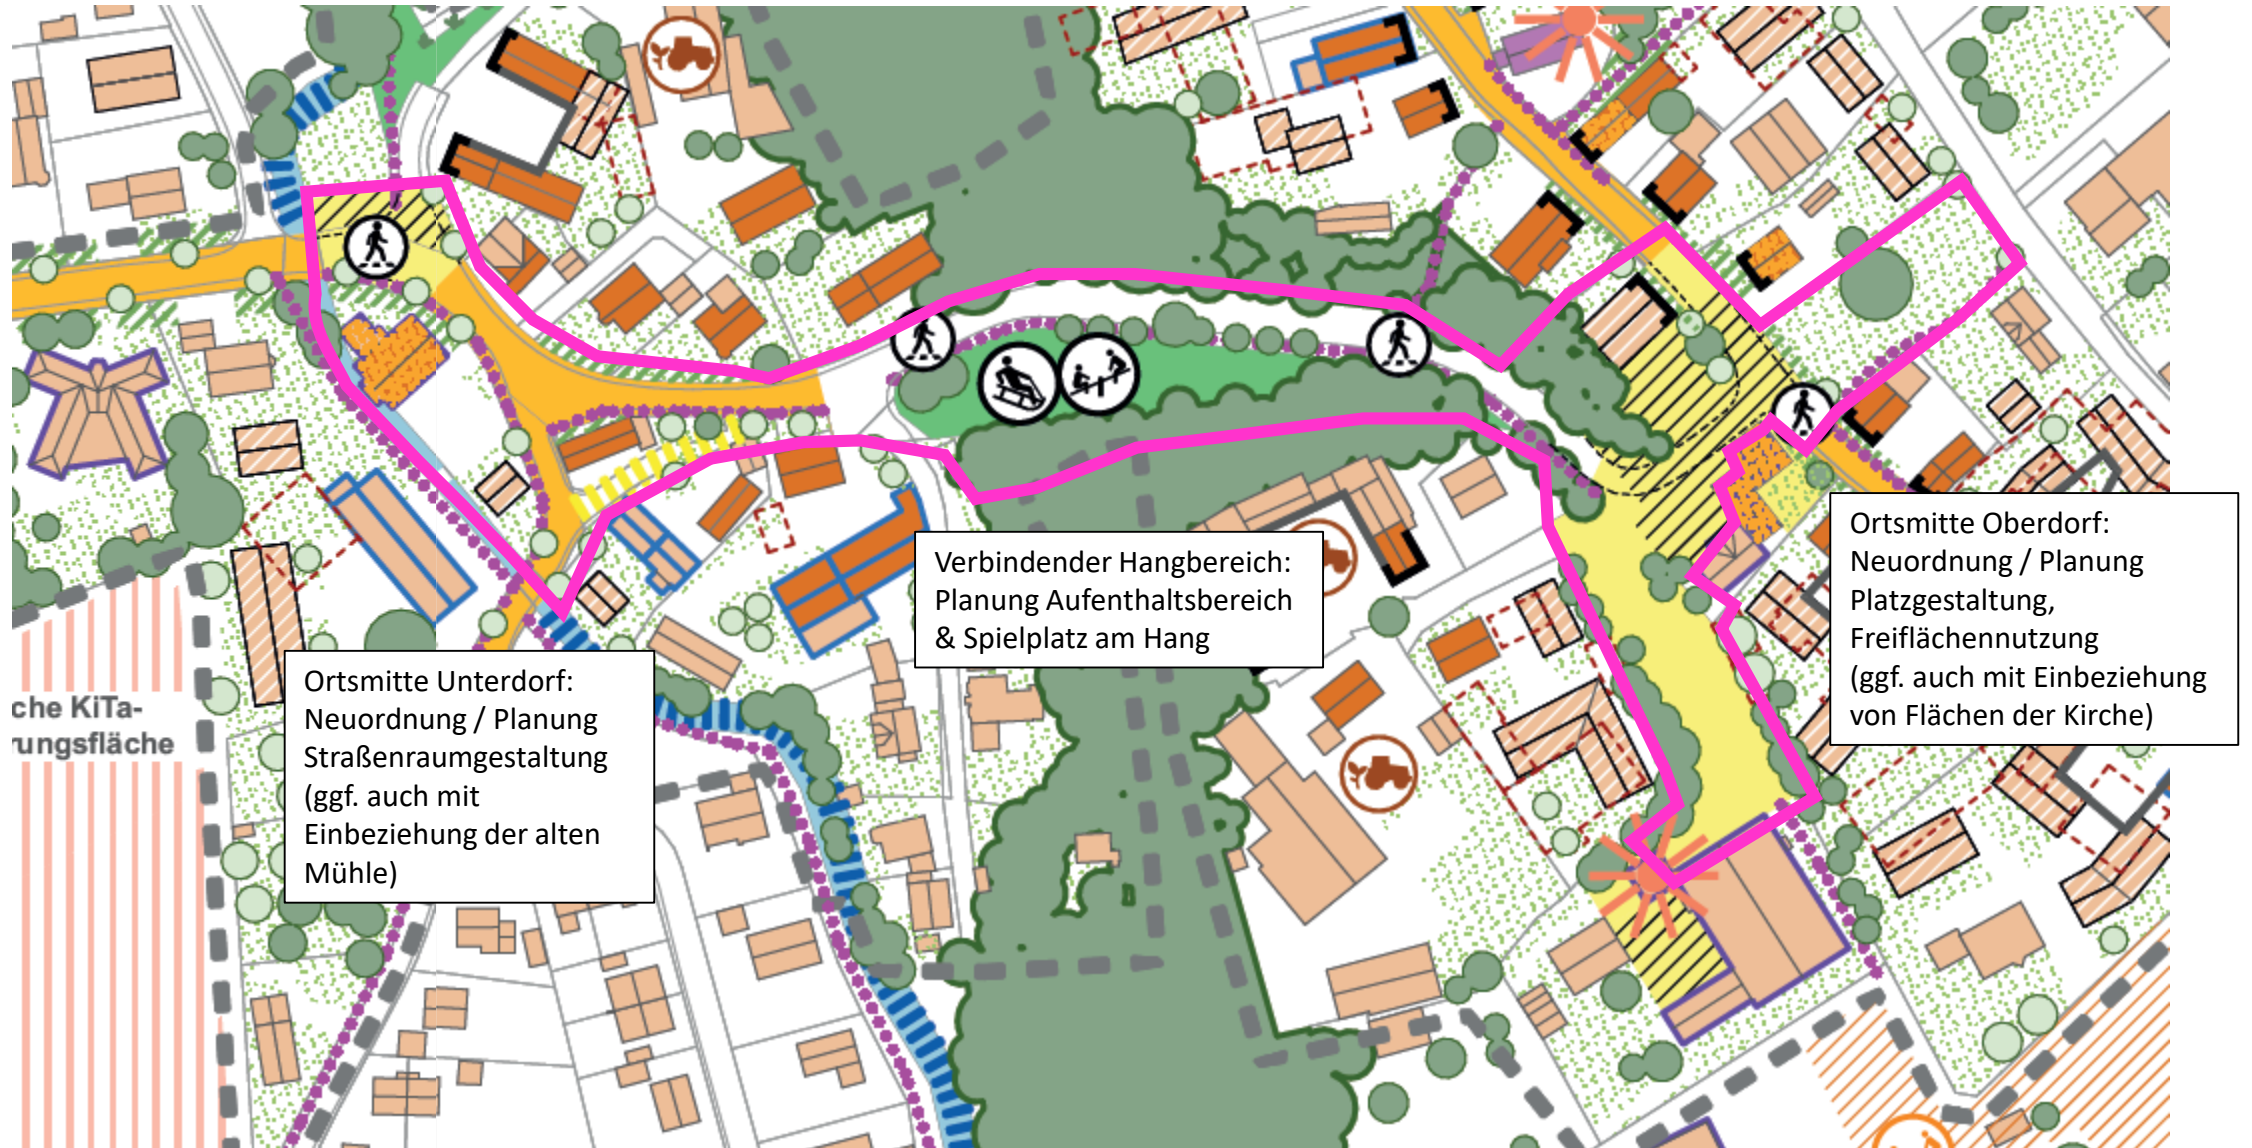 che KiTa-
rungsfläche
Ortsmitte Unterdorf:
Neuordnung / Planung
Straßenraumgestaltung
(ggf. auch mit
Einbeziehung der alten
Mühle)
Verbindender Hangbereich:
Planung Aufenthaltsbereich
& Spielplatz am Hang
Ortsmitte Oberdorf:
Neuordnung / Planung
Platzgestaltung,
Freiflächennutzung
(ggf. auch mit Einbeziehung
von Flächen der Kirche)